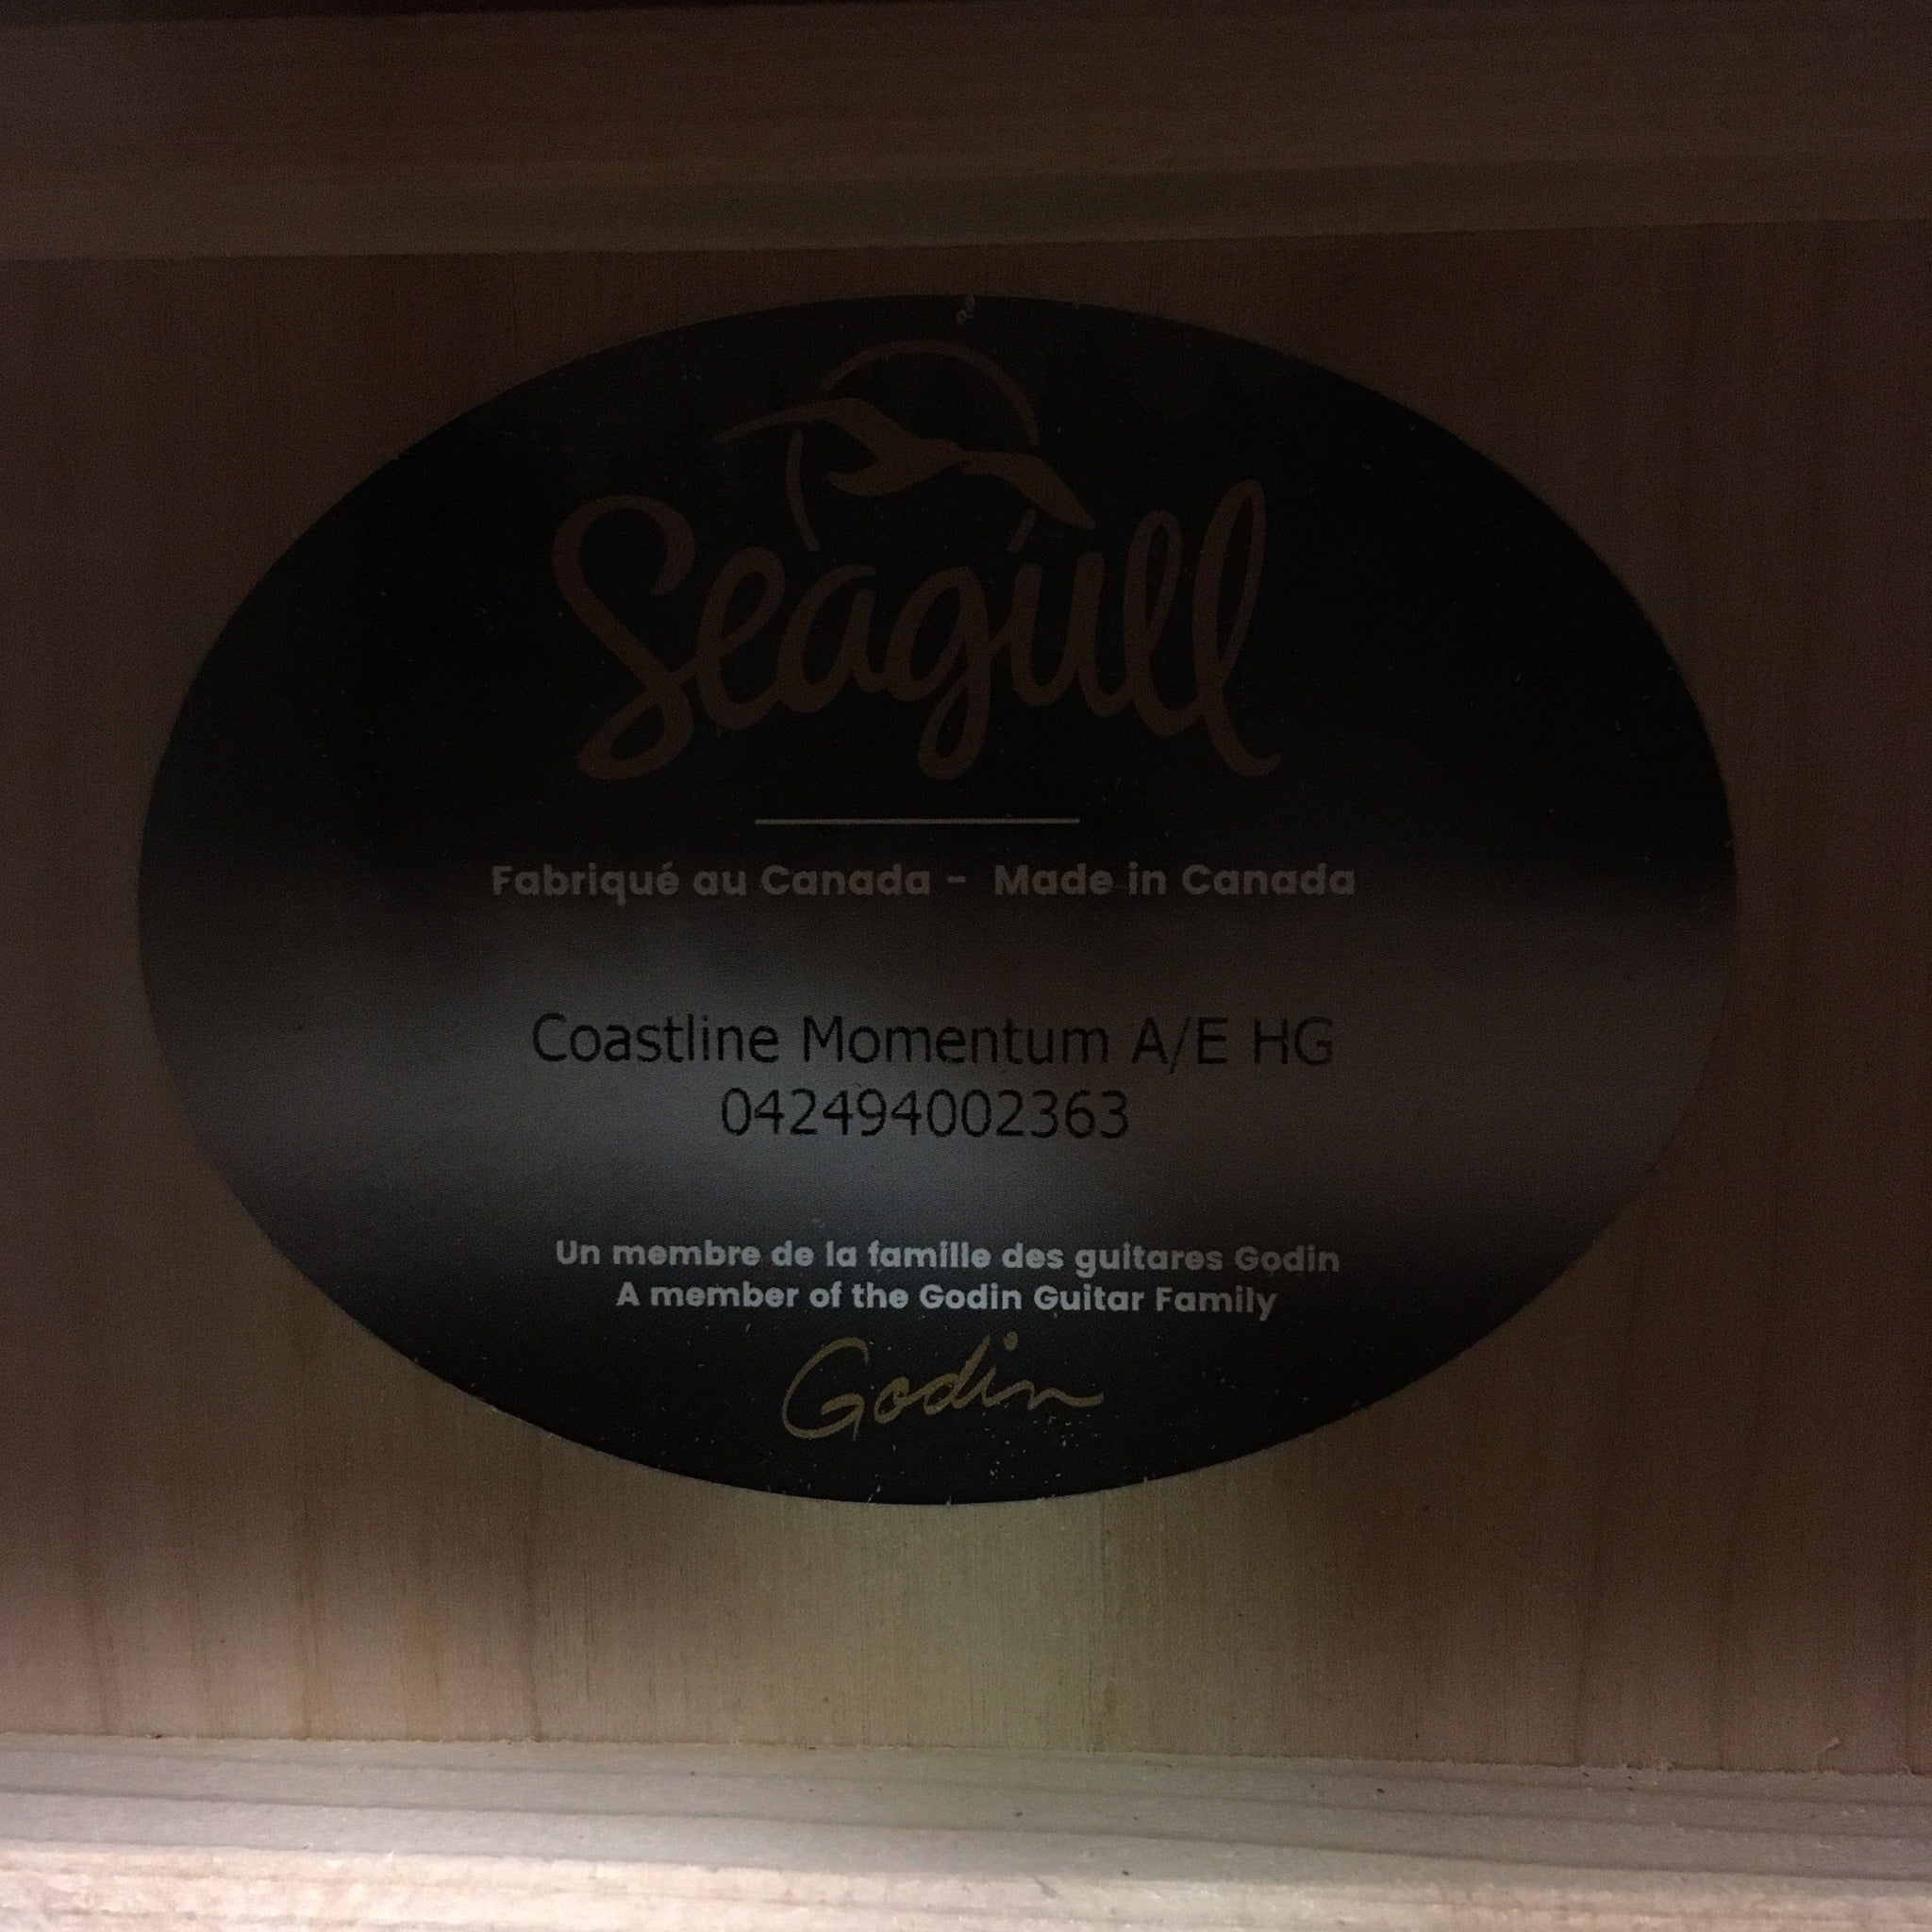 Seagull
Fabriqué au Canada - Made in Canada
Coastline Momentum A/E HG
042494002363
Un membre de la famille des guitares Godin
A member of the Godin Guitar Family
Godin